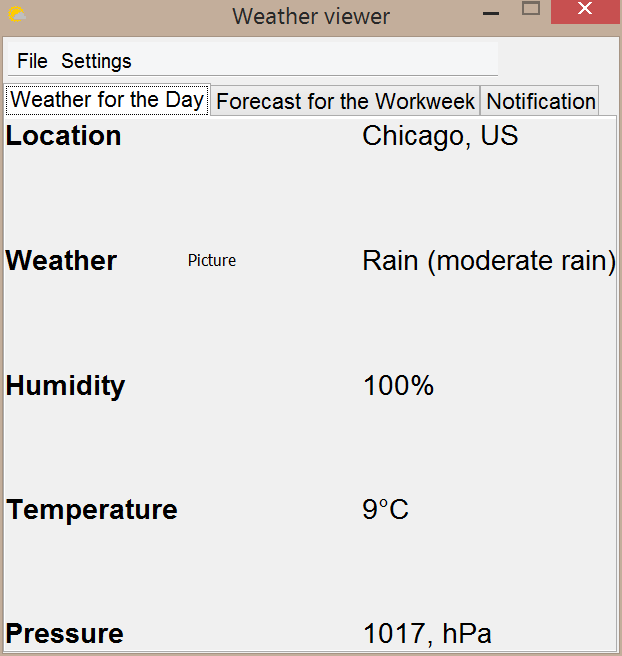 Weather viewer
File Settings
Weather for the Day Forecast for the Workweek Notification
Location Chicago, US
Weather Picture Rain (moderate rain)
Humidity 100%
Temperature 9°C
Pressure 1017, hPa